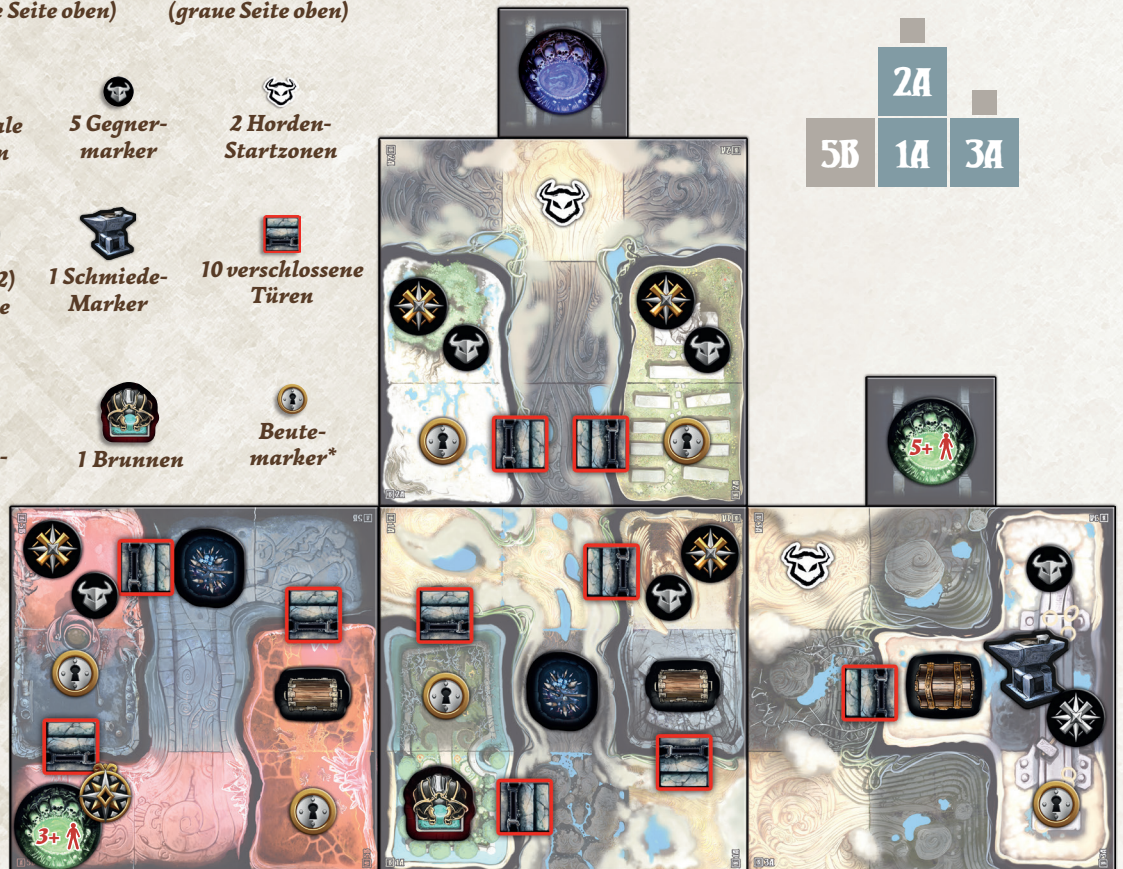 e Seite oben)
(graue Seite oben)
5 Gegner-
marker
2 Horden-
Startzonen
1 Schmiede-
Marker
10 verschlossene
Türen
2)
e
1 Brunnen
Beute-
marker*
2A
5B
1A
3A
5+
3+